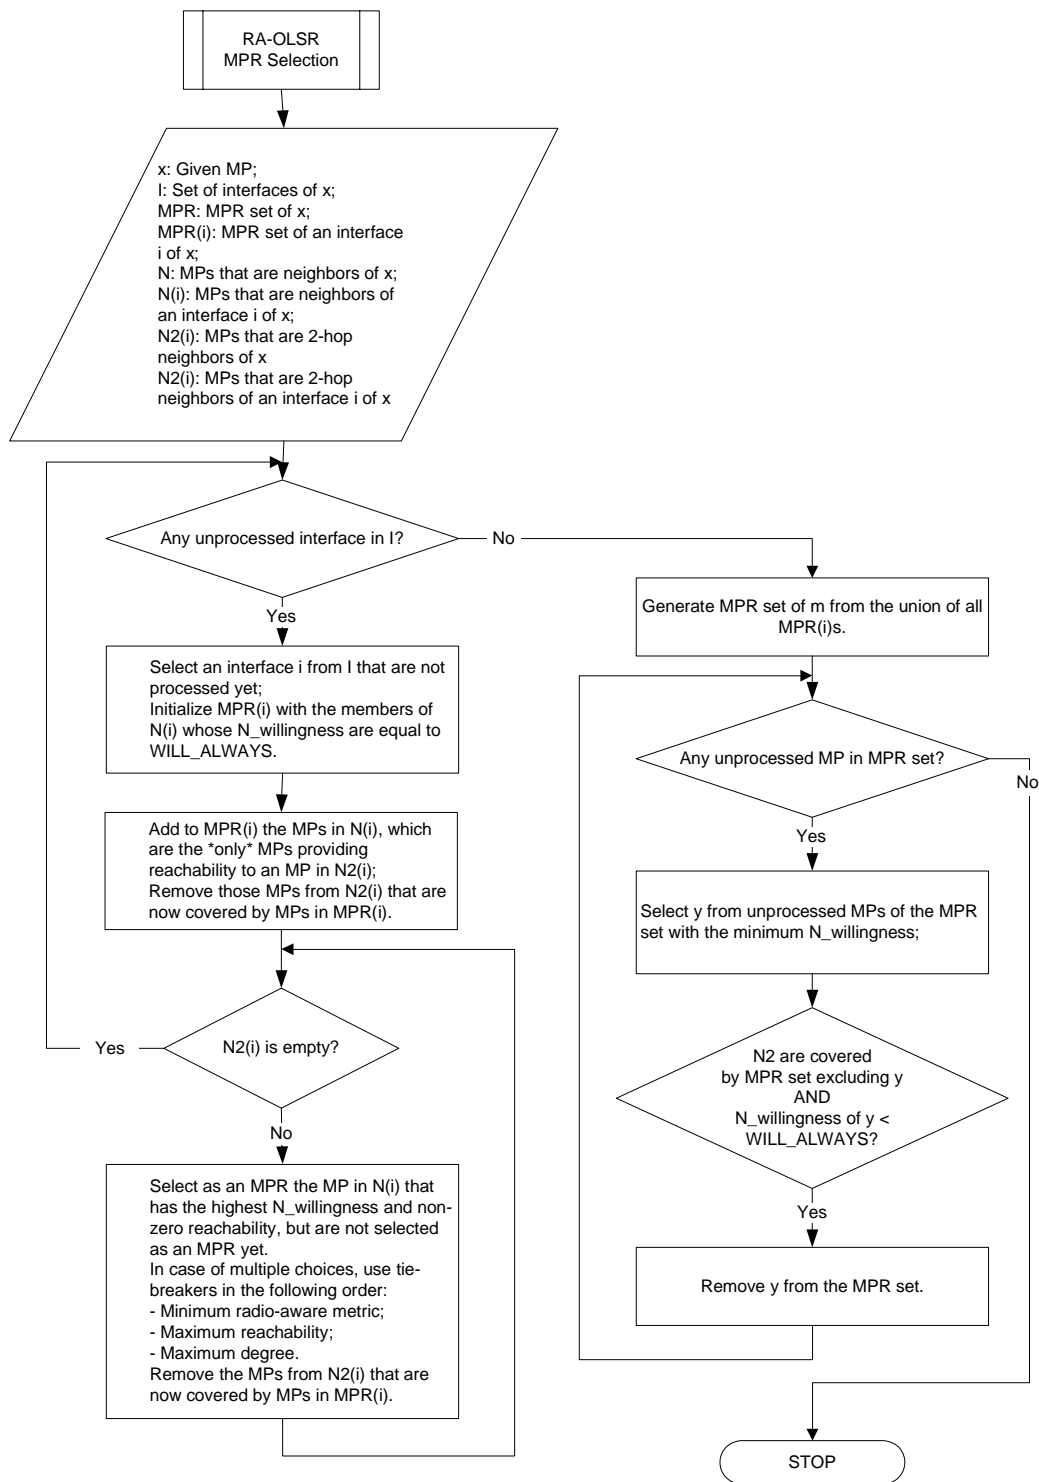 RA-OLSR
MPR Selection
x: Given MP;
I: Set of interfaces of x;
MPR: MPR set of x;
MPR(i): MPR set of an interface
i of x;
N: MPs that are neighbors of x;
N(i): MPs that are neighbors of
an interface i of x;
N2(i): MPs that are 2-hop
neighbors of x
N2(i): MPs that are 2-hop
neighbors of an interface i of x
Any unprocessed interface in I?
No
Yes
Select an interface i from I that are not
processed yet;
Initialize MPR(i) with the members of
N(i) whose N_willingness are equal to
WILL_ALWAYS.
Add to MPR(i) the MPs in N(i), which
are the *only* MPs providing
reachability to an MP in N2(i);
Remove those MPs from N2(i) that are
now covered by MPs in MPR(i).
N2(i) is empty?
Yes
No
Select as an MPR the MP in N(i) that
has the highest N_willingness and non-
zero reachability, but are not selected
as an MPR yet.
In case of multiple choices, use tie-
breakers in the following order:
- Minimum radio-aware metric;
- Maximum reachability;
- Maximum degree.
Remove the MPs from N2(i) that are
now covered by MPs in MPR(i).
Generate MPR set of m from the union of all
MPR(i)s.
Any unprocessed MP in MPR set?
No
Yes
Select y from unprocessed MPs of the MPR
set with the minimum N_willingness;
N2 are covered
by MPR set excluding y
AND
N_willingness of y <
WILL_ALWAYS?
Yes
Remove y from the MPR set.
STOP